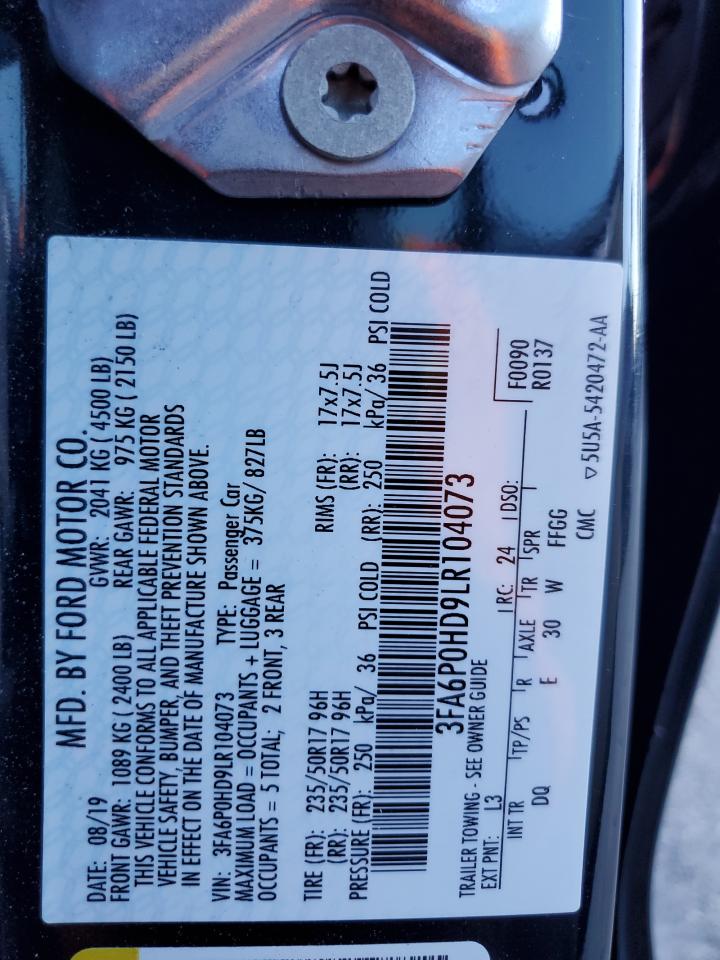 MFD. BY FORD MOTOR CO.
DATE: 08/19 GVWR: 2041 KG ( 4500 LB)
FRONT GAWR: 1089 KG ( 2400 LB) REAR GAWR: 975 KG ( 2150 LB)
THIS VEHICLE CONFORMS TO ALL APPLICABLE FEDERAL MOTOR
VEHICLE SAFETY, BUMPER, AND THEFT PREVENTION STANDARDS
IN EFFECT ON THE DATE OF MANUFACTURE SHOWN ABOVE.
VIN: 3FA6P0HD9LR104073 TYPE: Passenger Car
MAXIMUM LOAD = OCCUPANTS + LUGGAGE = 375KG/ 827LB
OCCUPANTS = 5 TOTAL; 2 FRONT, 3 REAR
TIRE (FR): 235/50R17 96H RIMS (FR): 17x7.5J
(RR): 235/50R17 96H (RR): 17x7.5J
PRESSURE (FR): 250 kPa/ 36 PSI COLD (RR): 250 kPa/ 36 PSI COLD
3FA6P0HD9LR104073
TRAILER TOWING - SEE OWNER GUIDE
EXT PNT: L3 RC: 24 DSO: F0090
R0137
INT TR TP/PS R AXLE TR SPR
DQ E 30 W FFGG
CMC ▽5U5A-5420472-AA